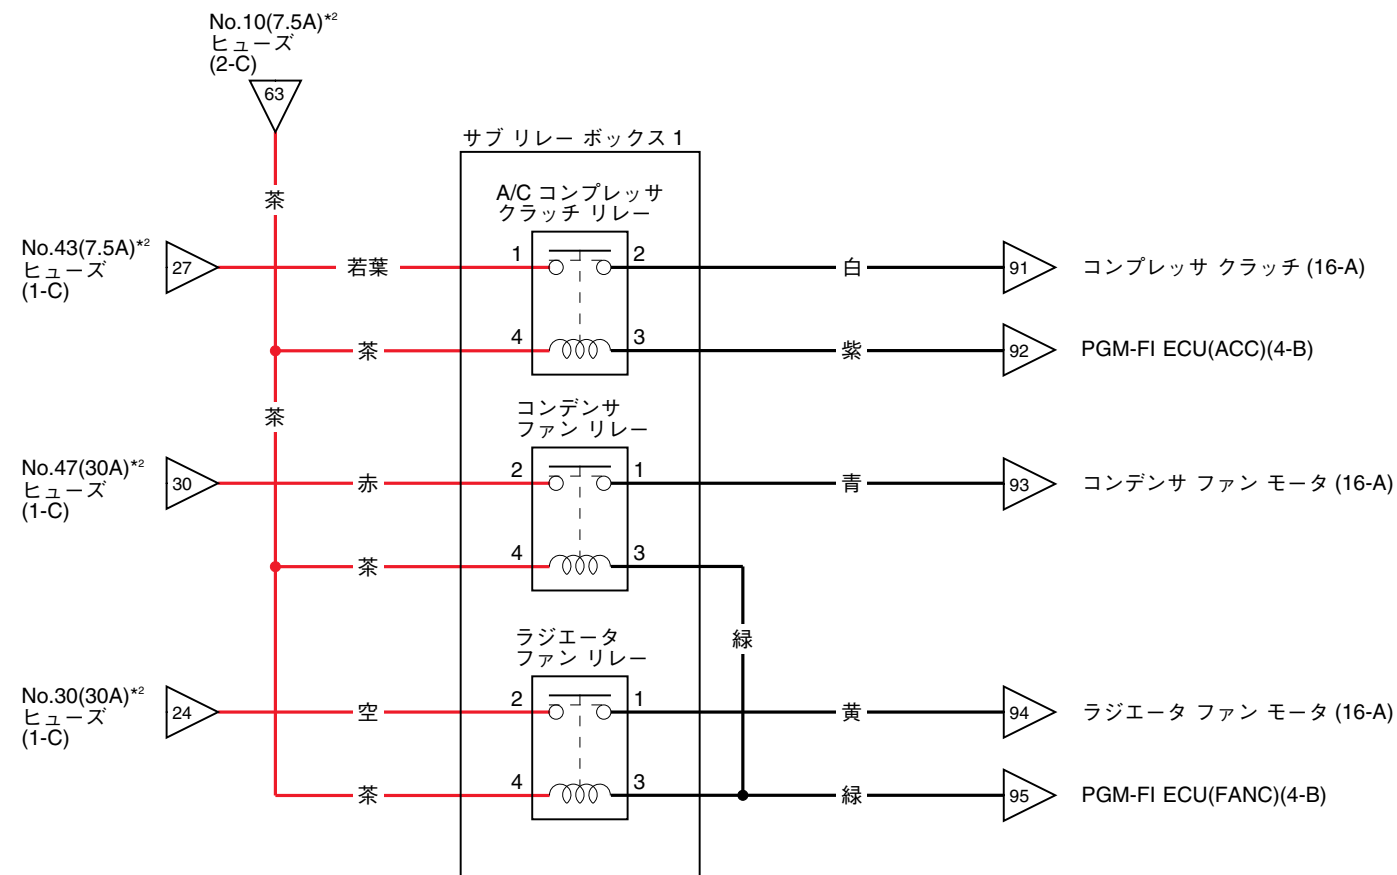 No.10(7.5A)*2
ヒューズ
(2-C)
63
サブ リレー ボックス 1
茶
A/C コンプレッサ
クラッチ リレー
No.43(7.5A)*2
ヒューズ
(1-C)
27
若葉
1
2
白
91
コンプレッサ クラッチ (16-A)
茶
4
3
紫
92
PGM-FI ECU(ACC)(4-B)
茶
コンデンサ
ファン リレー
No.47(30A)*2
ヒューズ
(1-C)
30
赤
2
1
青
93
コンデンサ ファン モータ (16-A)
茶
4
3
緑
ラジエータ
ファン リレー
No.30(30A)*2
ヒューズ
(1-C)
24
空
2
1
黄
94
ラジエータ ファン モータ (16-A)
茶
4
3
緑
95
PGM-FI ECU(FANC)(4-B)